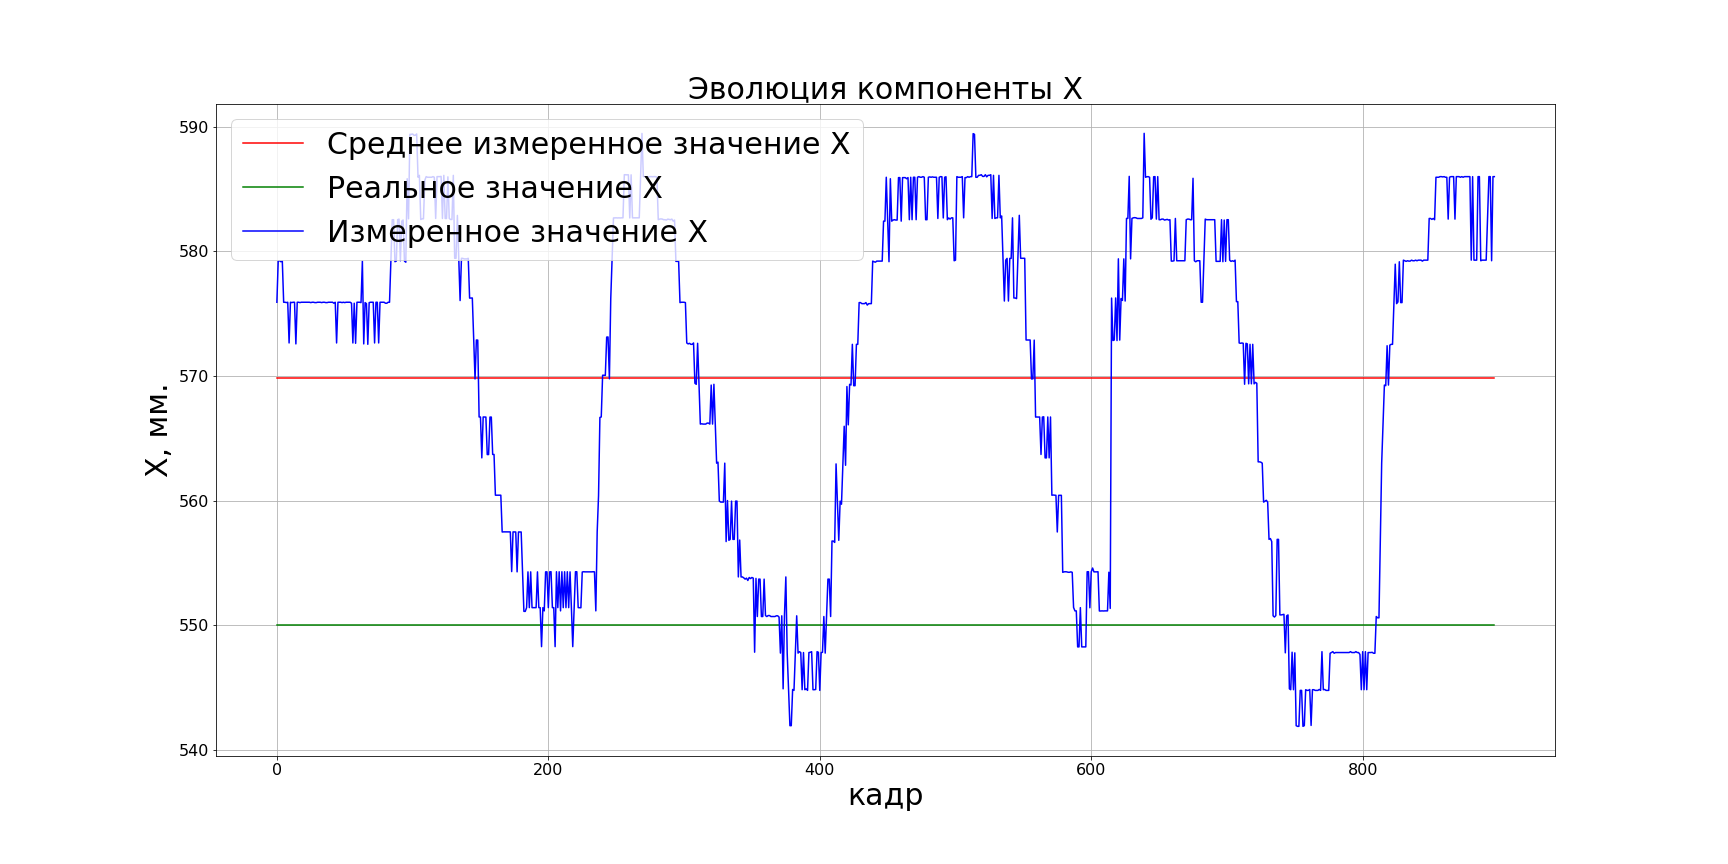 Эволюция компоненты X
Среднее измеренное значение X
Реальное значение X
Измеренное значение X
X, мм.
590
580
570
560
550
540
0 200 400 600 800
кадр